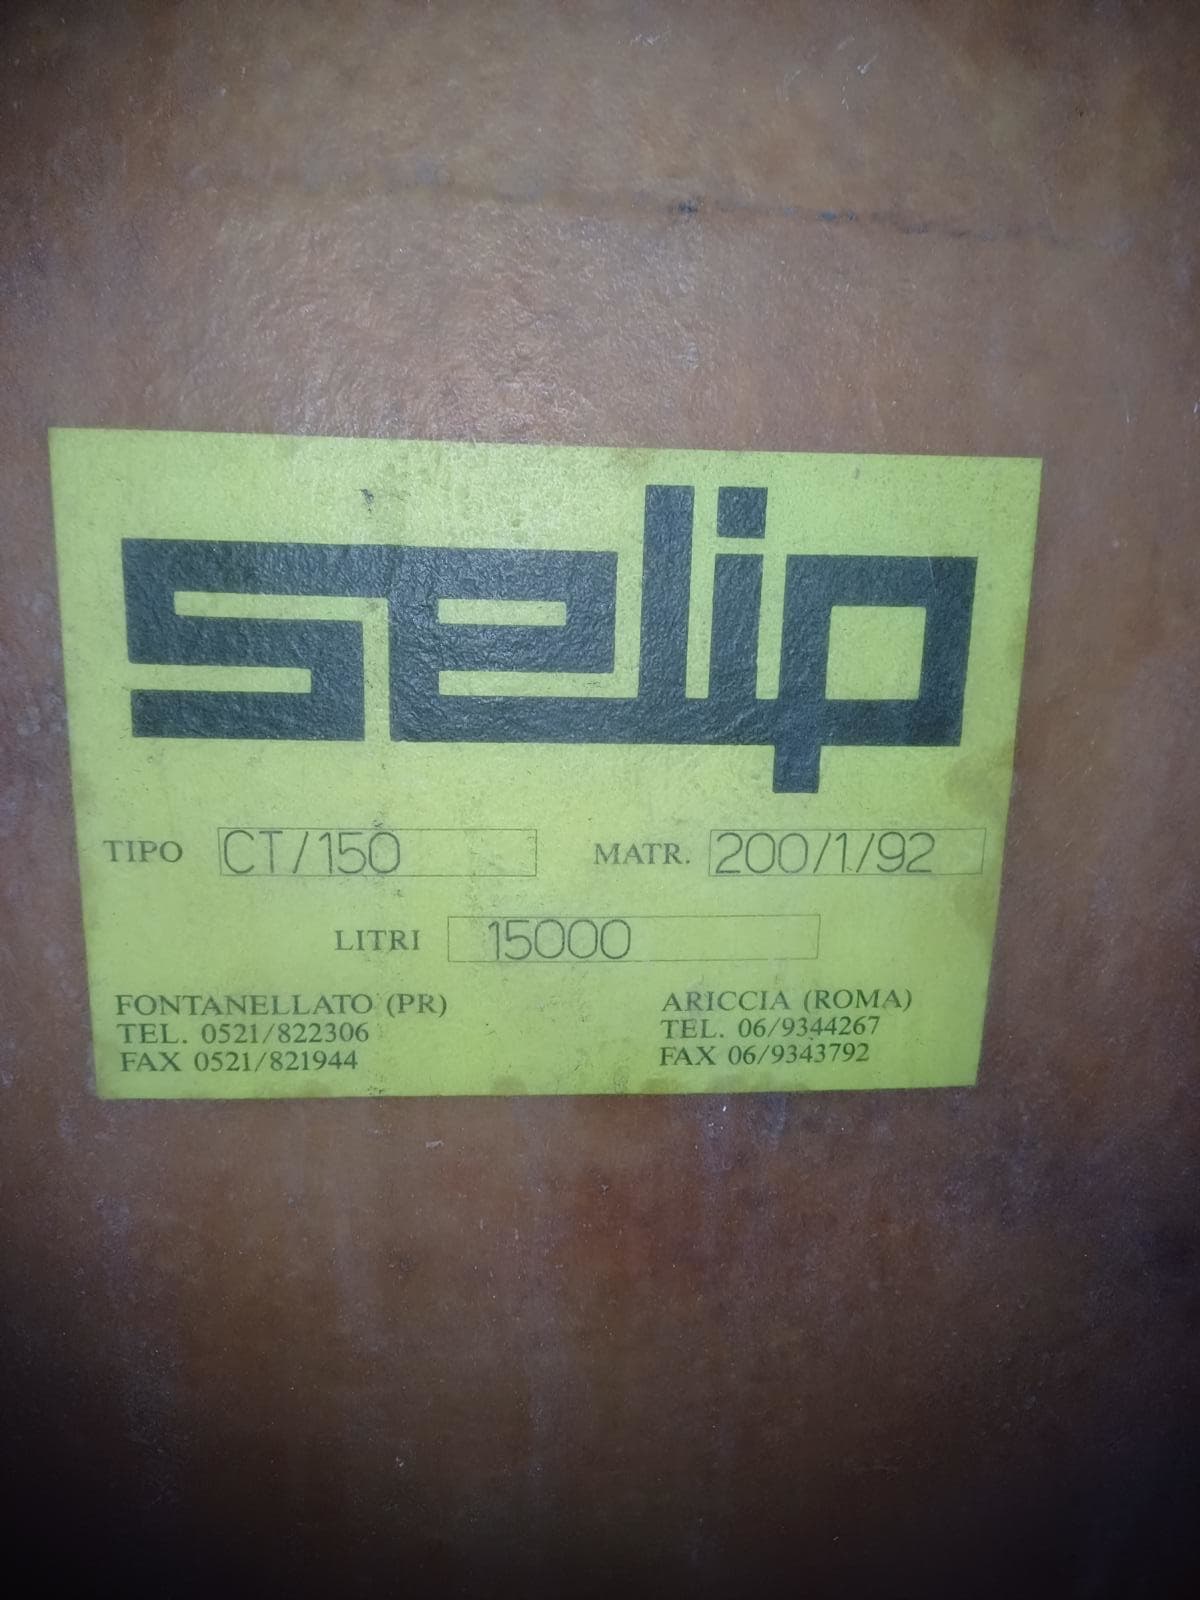 selip
TIPO CT/150 MATR. 200/1/92
LITRI 15000
FONTANELLATO (PR)
TEL. 0521/822306
FAX 0521/821944
ARICCIA (ROMA)
TEL. 06/9344267
FAX 06/9343792